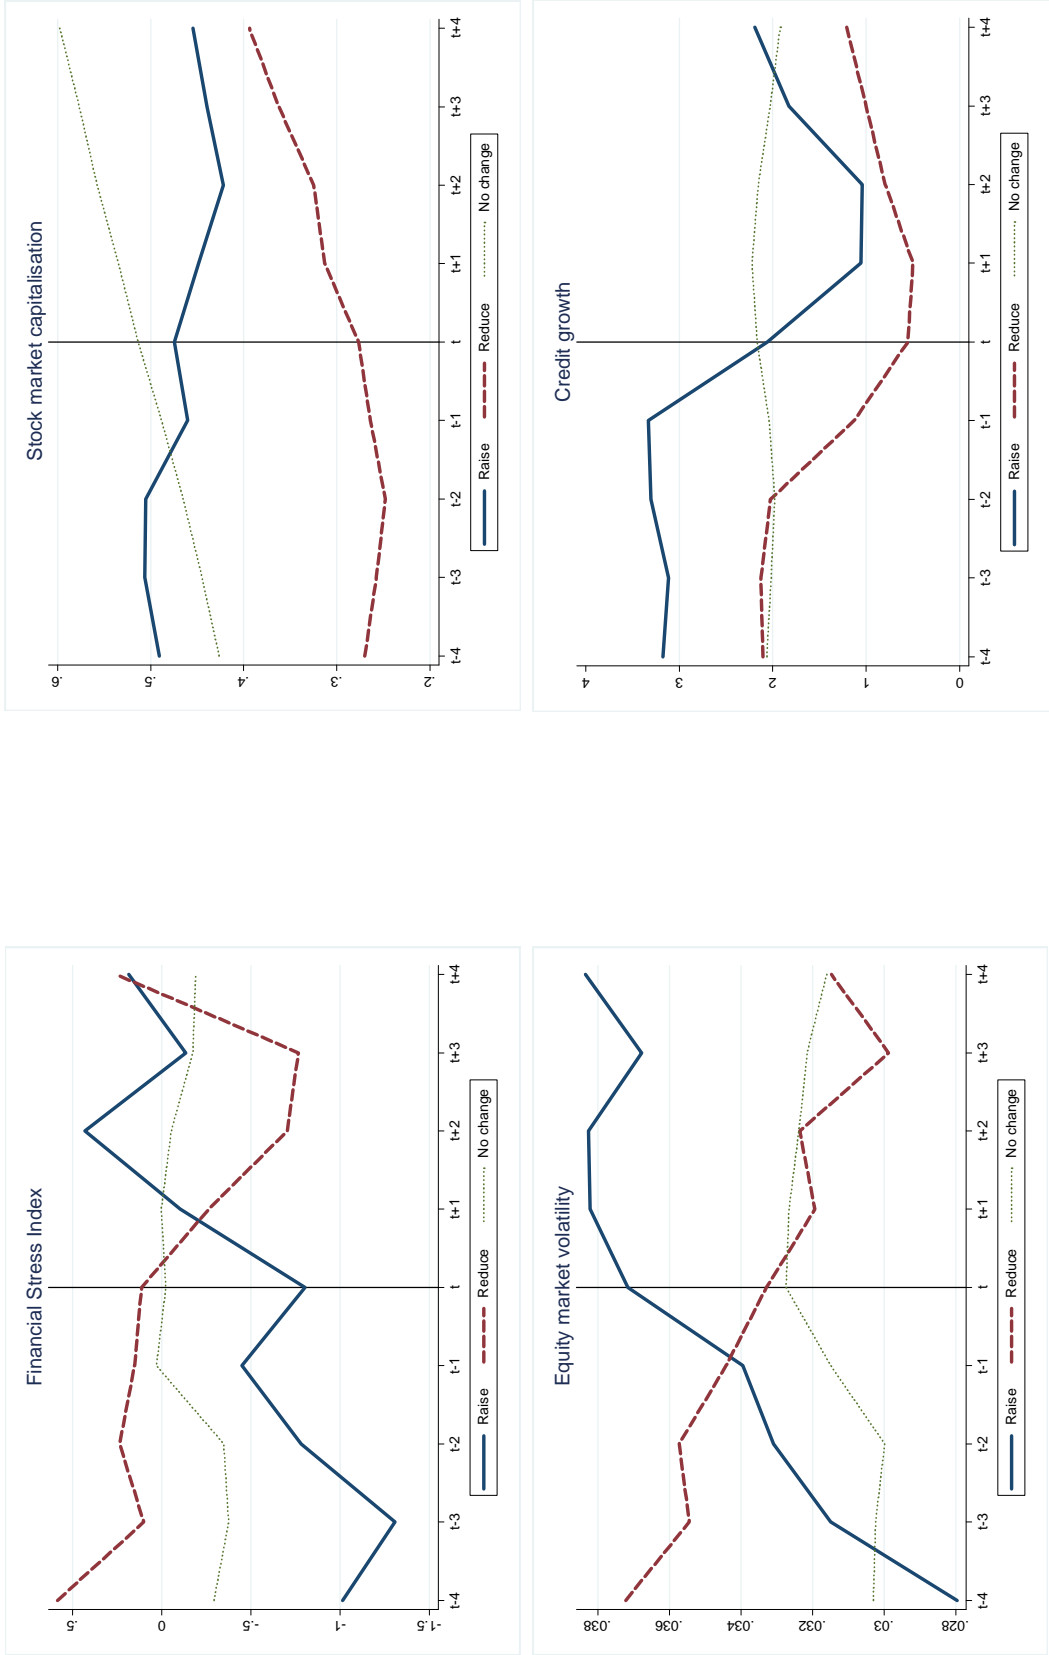 Financial Stress Index
.5
0
-.5
-1
-1.5
t-4 t-3 t-2 t-1 t t+1 t+2 t+3 t+4
Raise Reduce No change
Stock market capitalisation
.6
.5
.4
.3
.2
t-4 t-3 t-2 t-1 t t+1 t+2 t+3 t+4
Raise Reduce No change
Equity market volatility
.038
.036
.034
.032
.03
.028
t-4 t-3 t-2 t-1 t t+1 t+2 t+3 t+4
Raise Reduce No change
Credit growth
4
3
2
1
0
t-4 t-3 t-2 t-1 t t+1 t+2 t+3 t+4
Raise Reduce No change